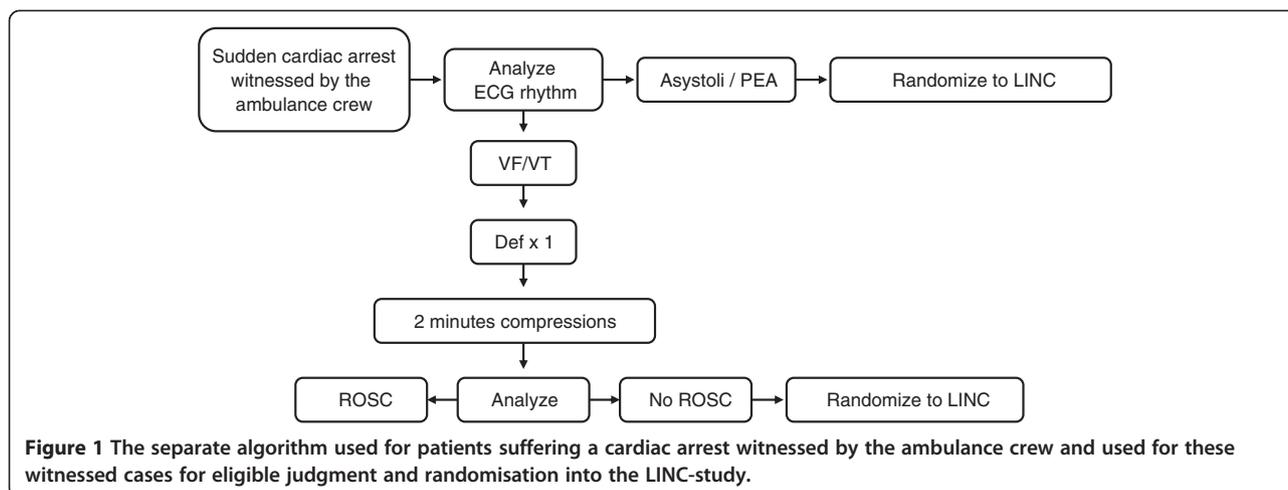 Sudden cardiac arrest
witnessed by the
ambulance crew
Analyze
ECG rhythm
Asystoli / PEA
Randomize to LINC
VF/VT
Def x 1
2 minutes compressions
ROSC
Analyze
No ROSC
Randomize to LINC
Figure 1 The separate algorithm used for patients suffering a cardiac arrest witnessed by the ambulance crew and used for these
witnessed cases for eligible judgment and randomisation into the LINC-study.